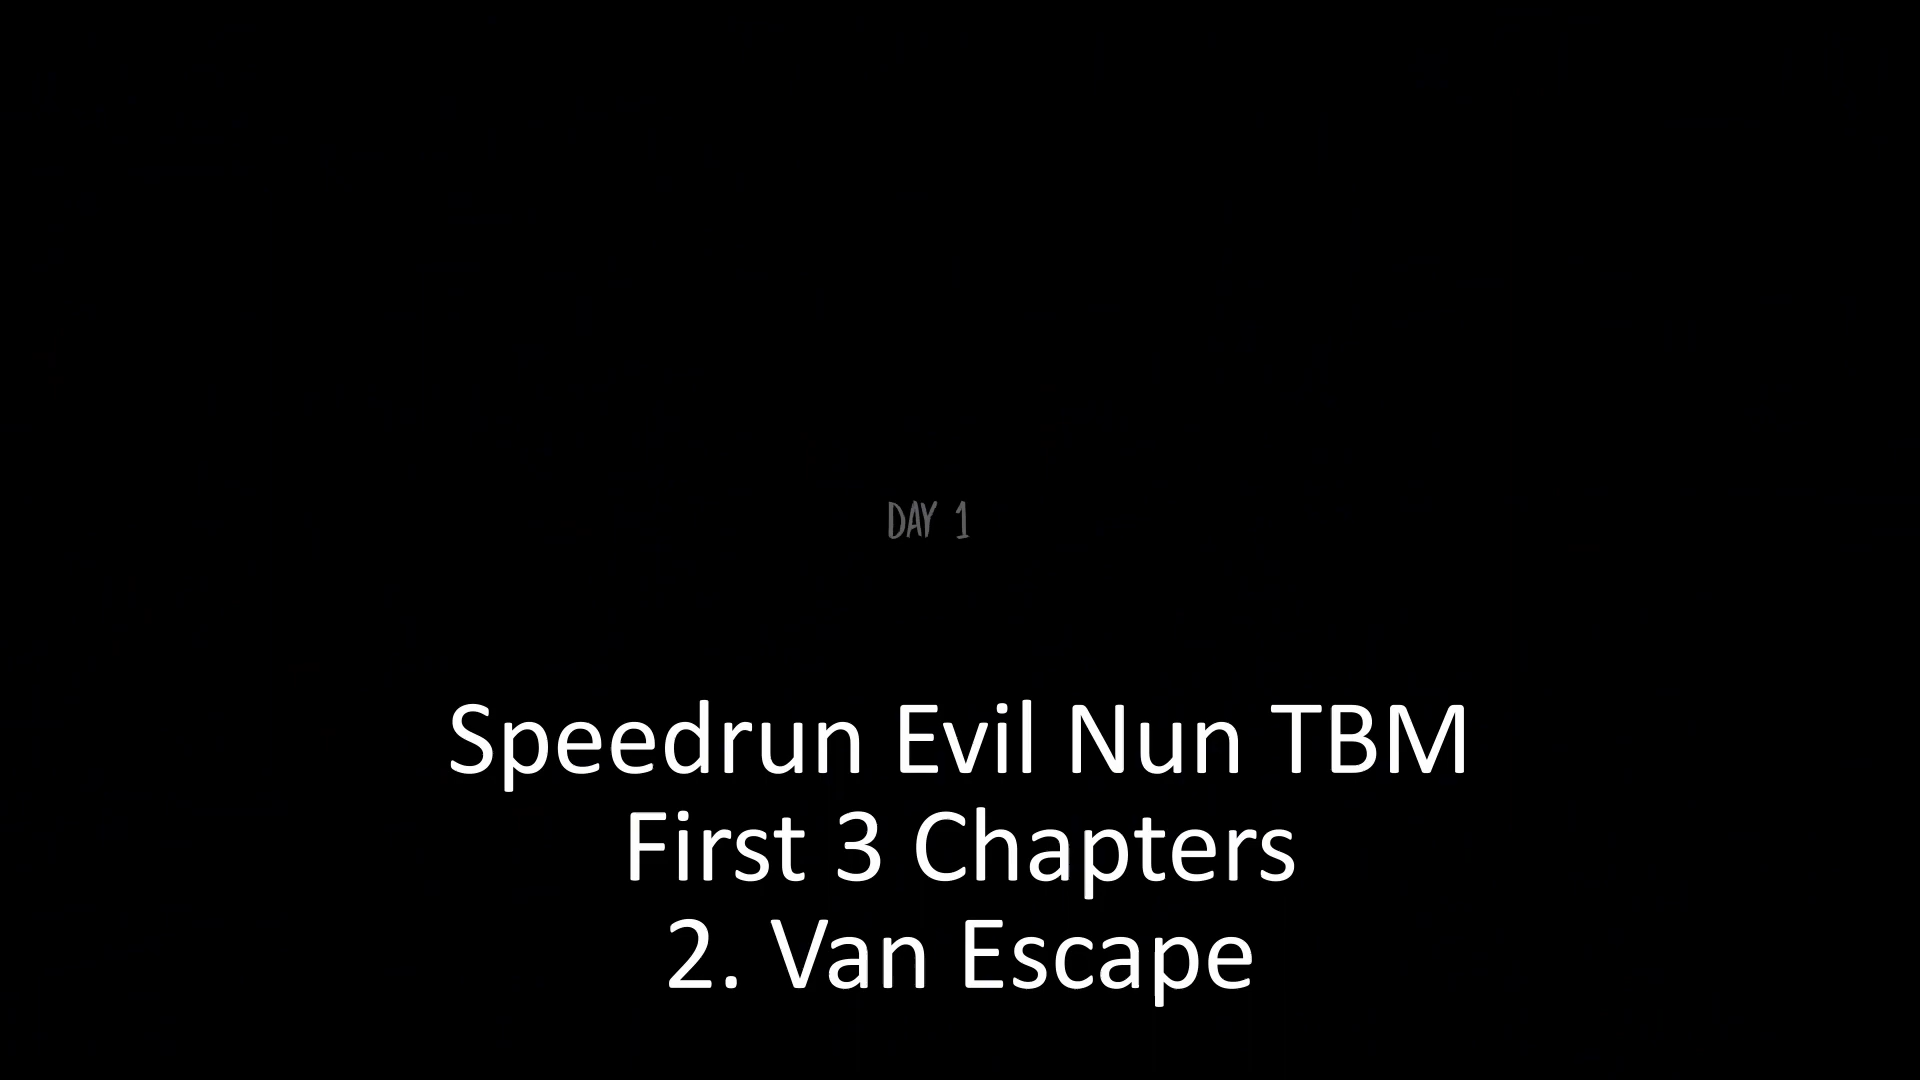 DAY 1
Speedrun Evil Nun TBM
First 3 Chapters
2. Van Escape